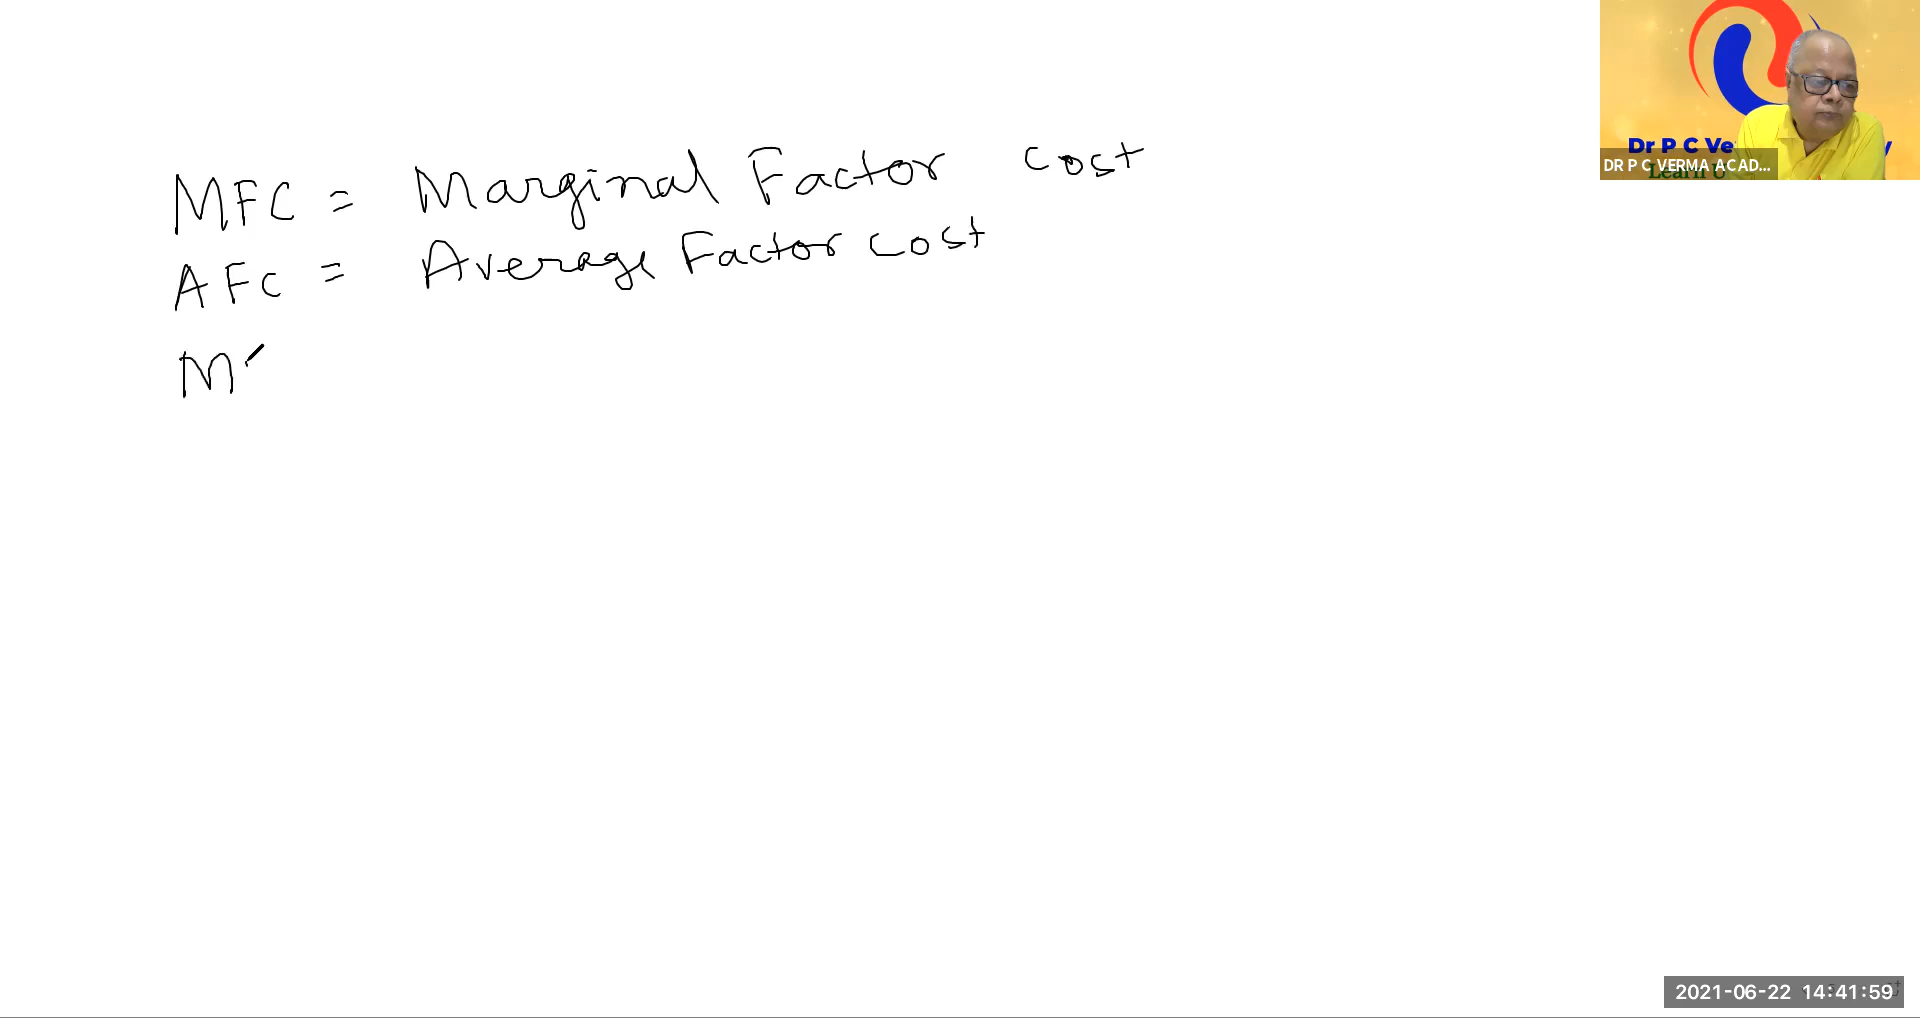 MFC = Marginal Factor cost
AFC = Average Factor cost
M
Dr P C Ve
DR P C VERMA ACAD...
Learn
2021-06-22 14:41:59